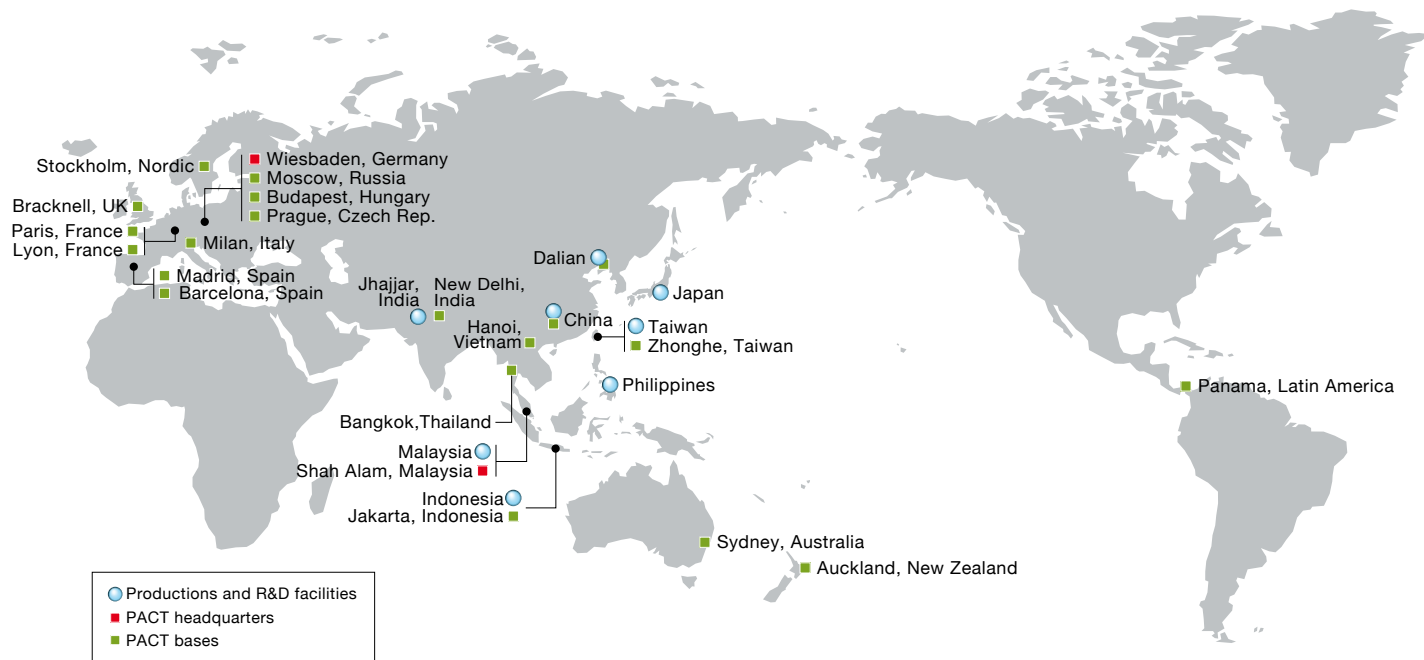 Stockholm, Nordic
Wiesbaden, Germany
Moscow, Russia
Budapest, Hungary
Prague, Czech Rep.
Bracknell, UK
Paris, France
Lyon, France
Milan, Italy
Madrid, Spain
Barcelona, Spain
Dalian
Jhajjar,
India
New Delhi,
India
Japan
China
Hanoi,
Vietnam
Taiwan
Zhonghe, Taiwan
Philippines
Panama, Latin America
Bangkok,Thailand
Malaysia
Shah Alam, Malaysia
Indonesia
Jakarta, Indonesia
Sydney, Australia
Auckland, New Zealand
Productions and R&D facilities
PACT headquarters
PACT bases